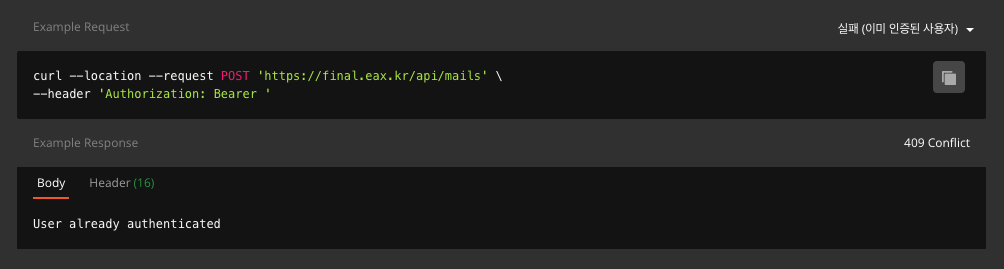 Example Request
실패 (이미 인증된 사용자)
curl --location --request POST 'https://final.eax.kr/api/mails' \
--header 'Authorization: Bearer '
Example Response
409 Conflict
Body Header (16)
User already authenticated